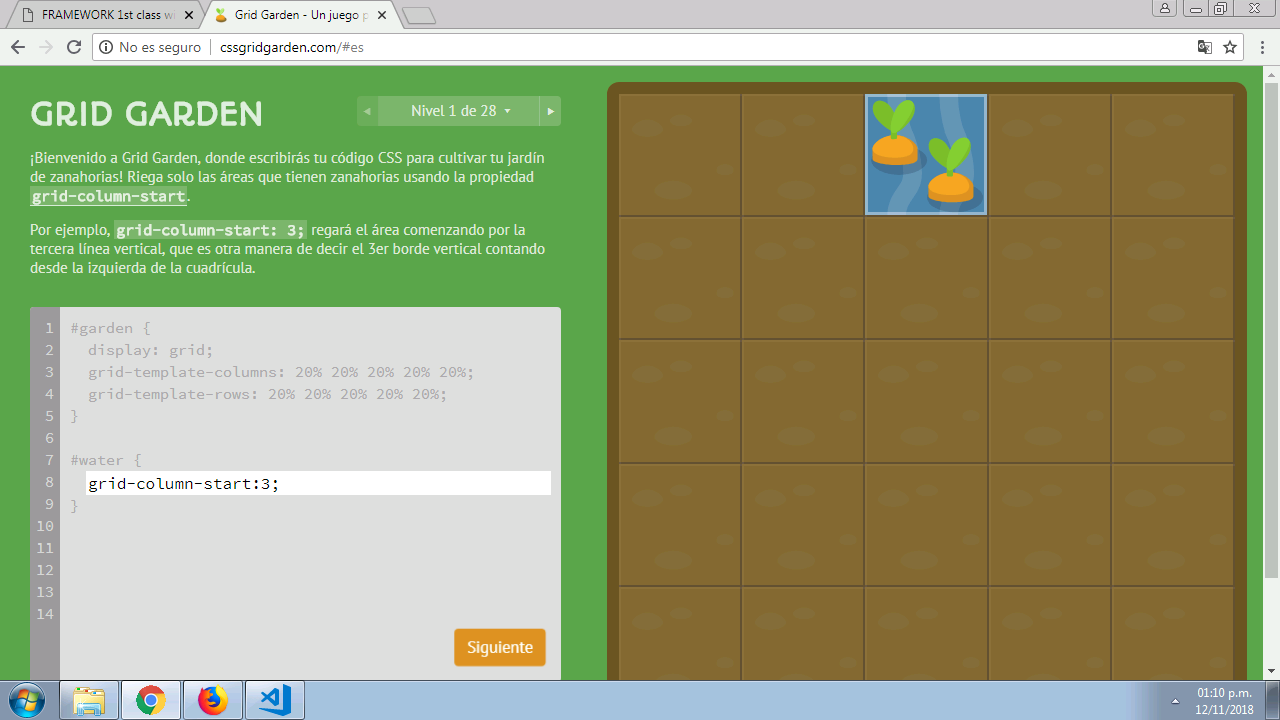 FRAMEWORK 1st class w
Grid Garden - Un juego p
No es seguro
cssgridgarden.com/#es
GRID GARDEN
Nivel 1 de 28
¡Bienvenido a Grid Garden, donde escribirás tu código CSS para cultivar tu jardín
de zanahorias! Riega solo las áreas que tienen zanahorias usando la propiedad
grid-column-start.
Por ejemplo, grid-column-start: 3; regará el área comenzando por la
tercera línea vertical, que es otra manera de decir el 3er borde vertical contando
desde la izquierda de la cuadrícula.
1 #garden {
2 display: grid;
3 grid-template-columns: 20% 20% 20% 20% 20%;
4 grid-template-rows: 20% 20% 20% 20% 20%;
5 }
6
7 #water {
8 grid-column-start:3;
9 }
10
11
12
13
14
Siguiente
01:10 p.m.
12/11/2018